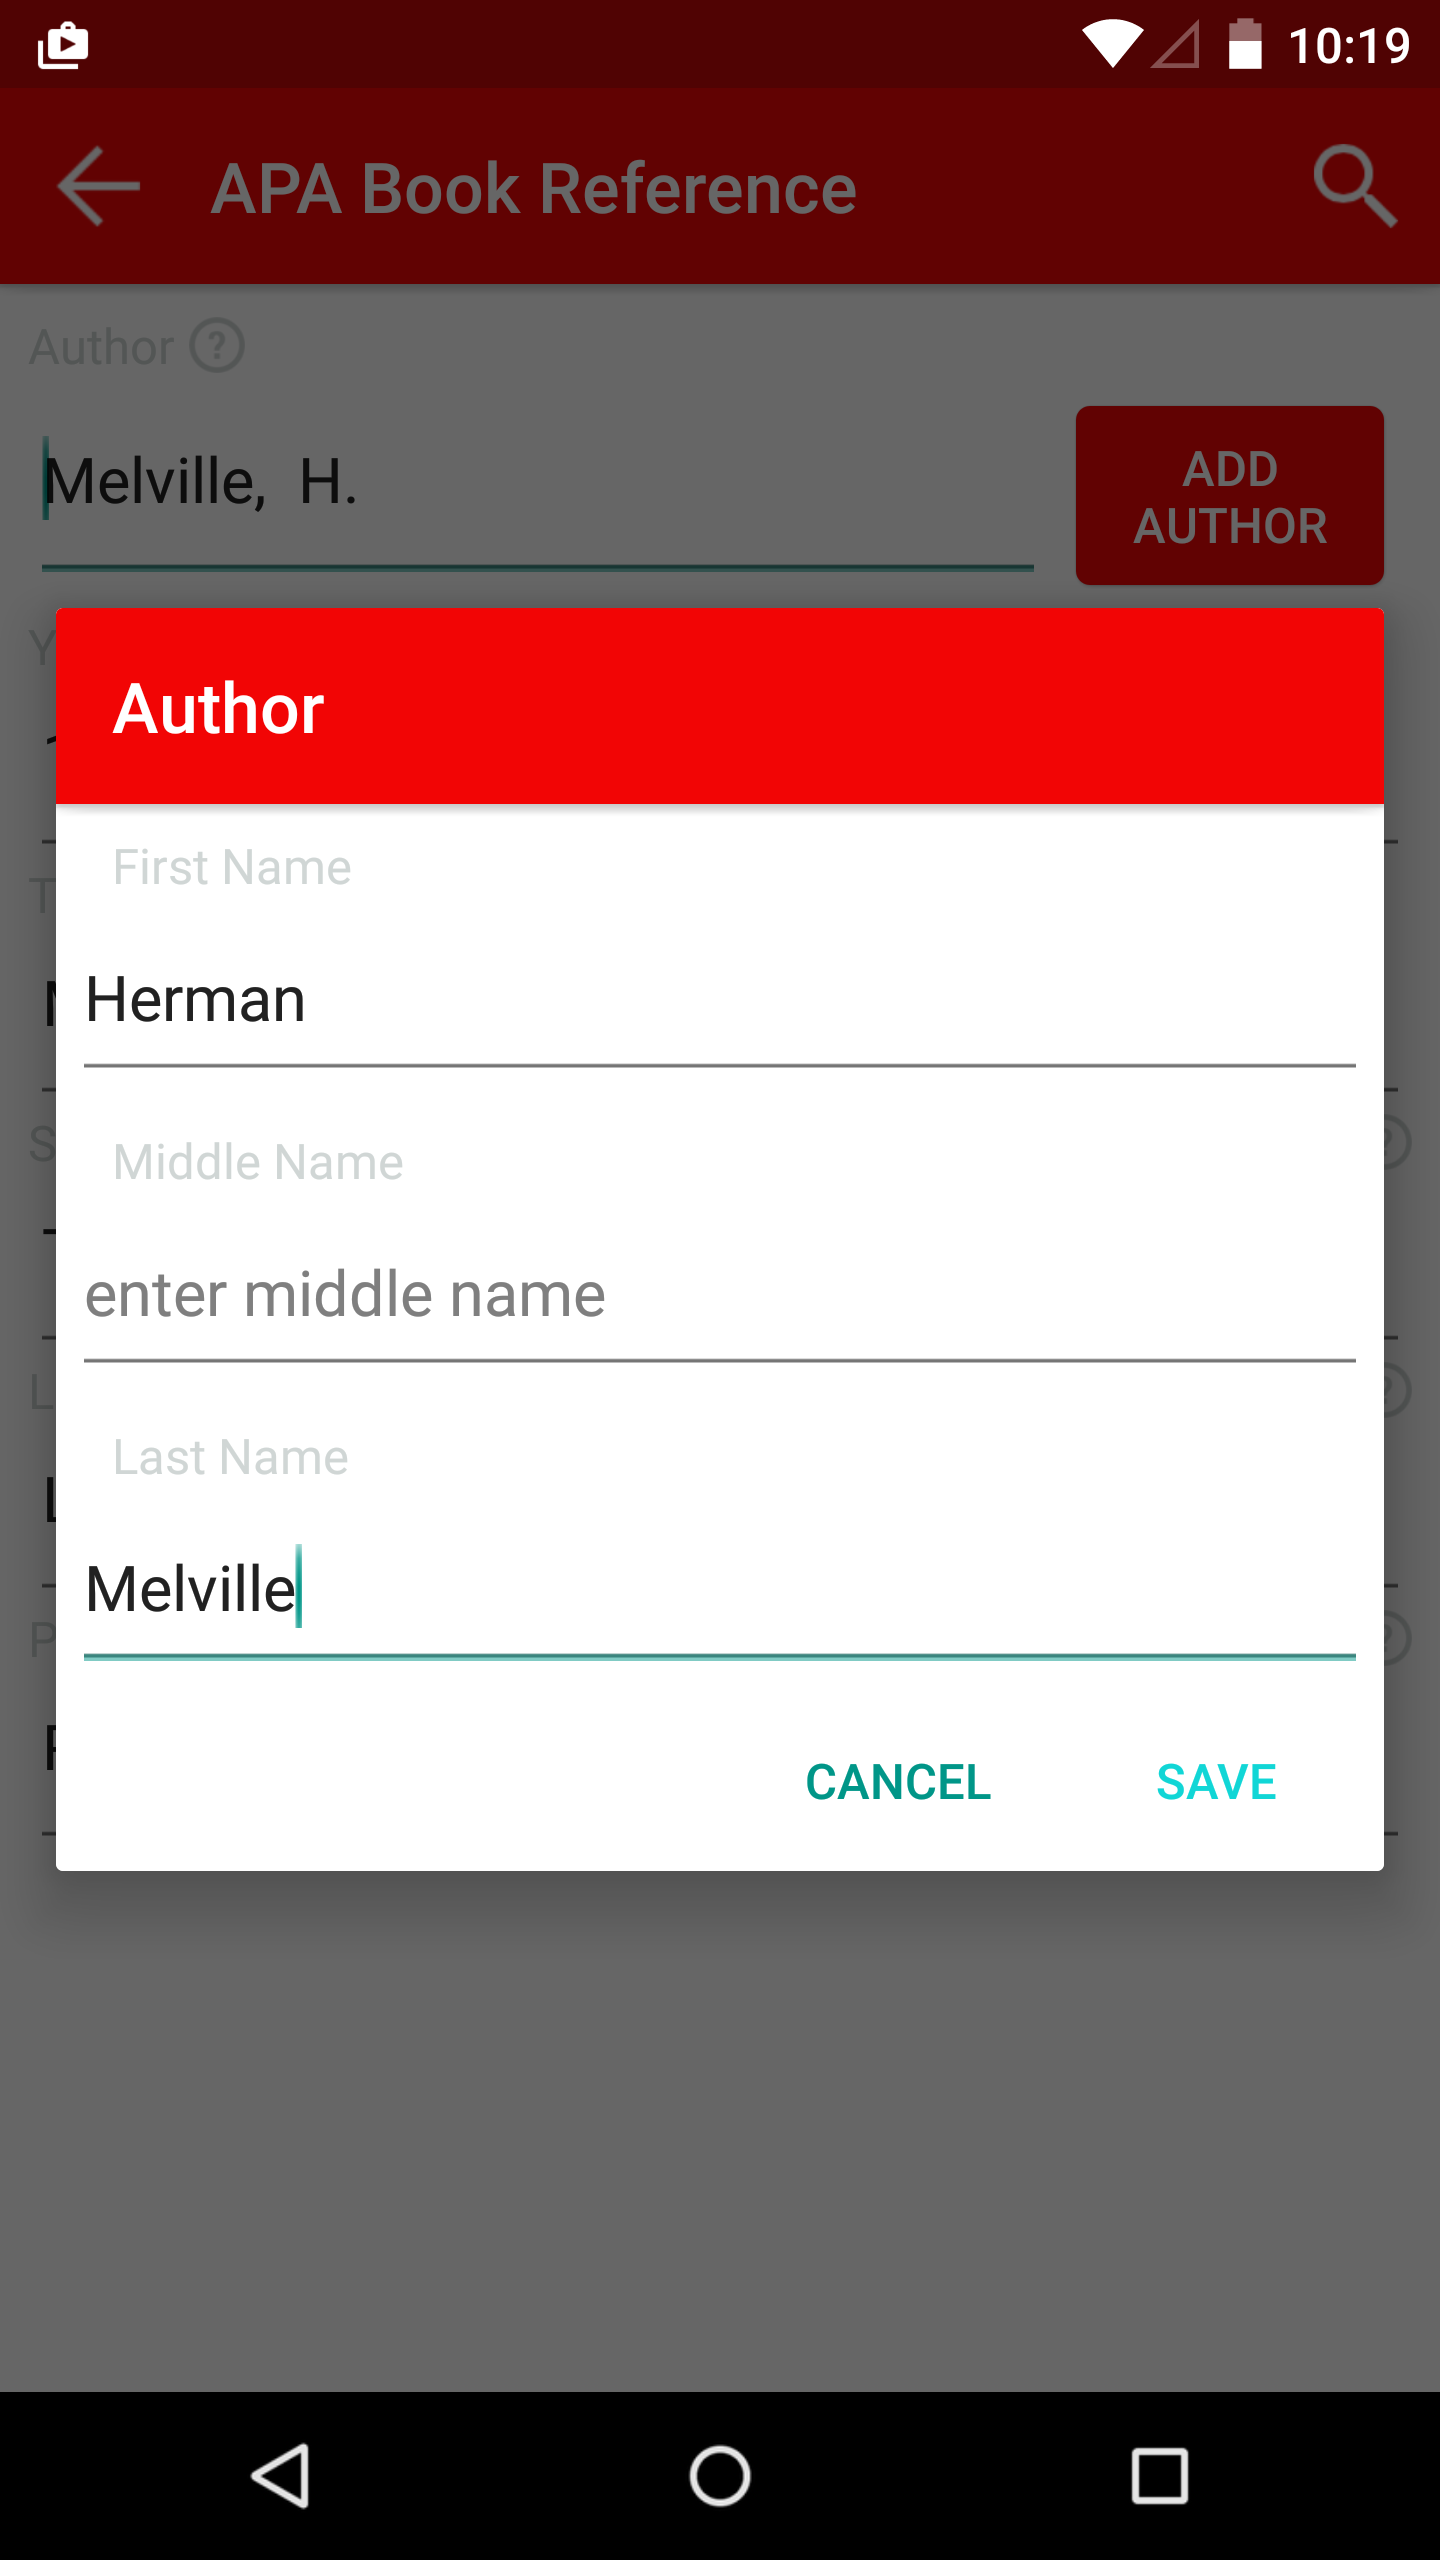 10:19
APA Book Reference
Author
Melville,  H.
ADD
AUTHOR
Author
First Name
Herman
Middle Name
enter middle name
Last Name
Melville
CANCEL
SAVE